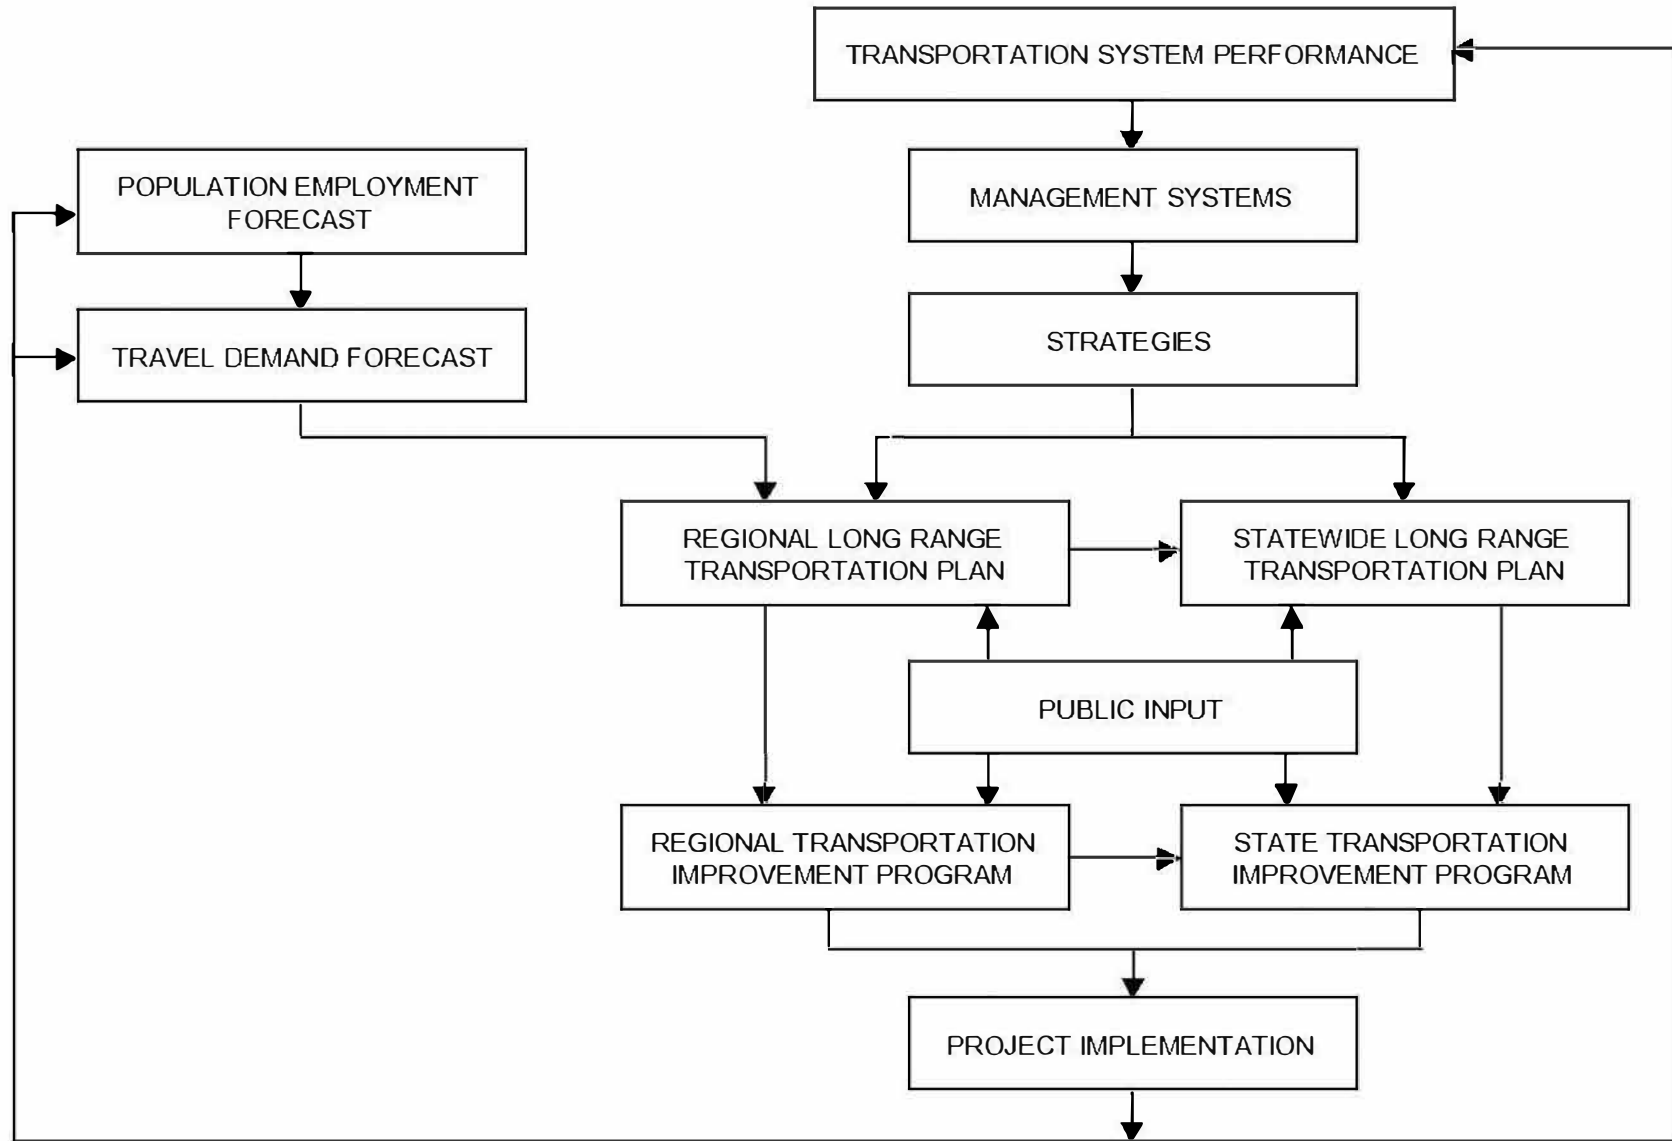 TRANSPORTATION SYSTEM PERFORMANCE
POPULATION EMPLOYMENT
FORECAST
MANAGEMENT SYSTEMS
TRAVEL DEMAND FORECAST
STRATEGIES
REGIONAL LONG RANGE
TRANSPORTATION PLAN
STATEWIDE LONG RANGE
TRANSPORTATION PLAN
PUBLIC INPUT
REGIONAL TRANSPORTATION
IMPROVEMENT PROGRAM
STATE TRANSPORTATION
IMPROVEMENT PROGRAM
PROJECT IMPLEMENTATION